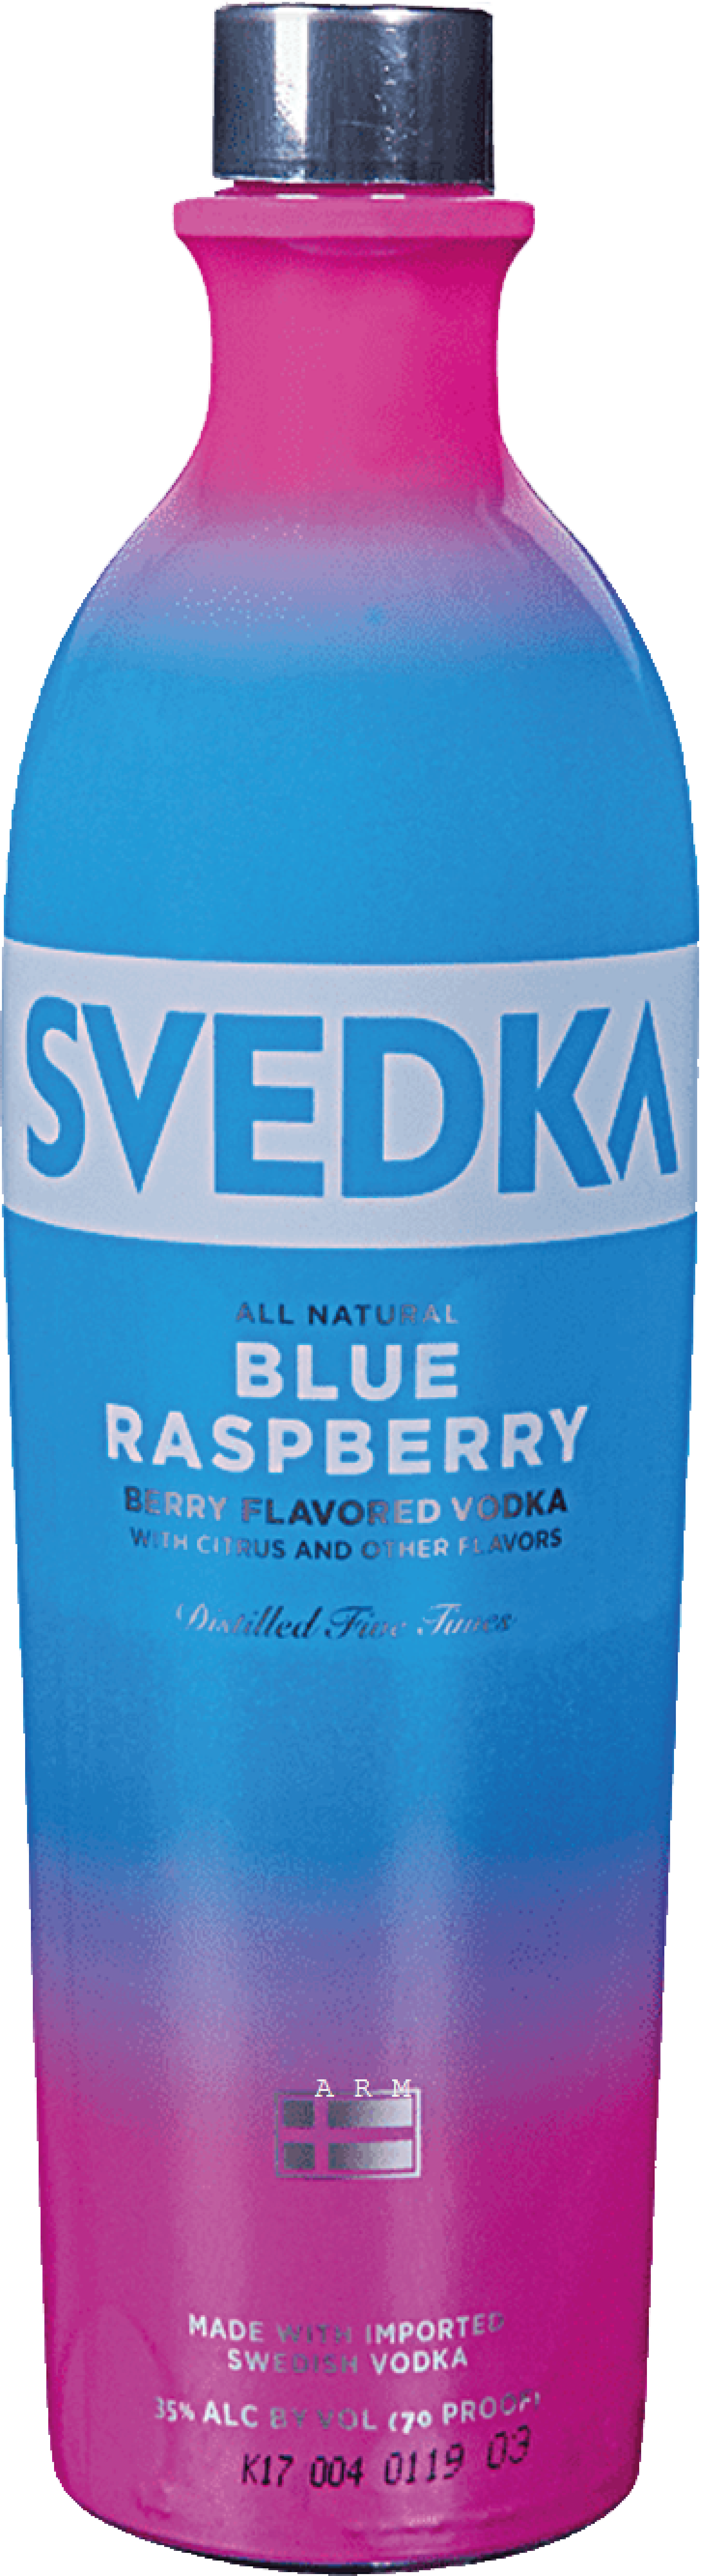 SVEDKA
ALL NATURAL
BLUE
RASPBERRY
BERRY FLAVORED VODKA
WITH CITRUS AND OTHER FLAVORS
Distilled Five Times
A R M
MADE WITH IMPORTED
SWEDISH VODKA
35% ALC BY VOL (70 PROOF)
K17 004 0119 03